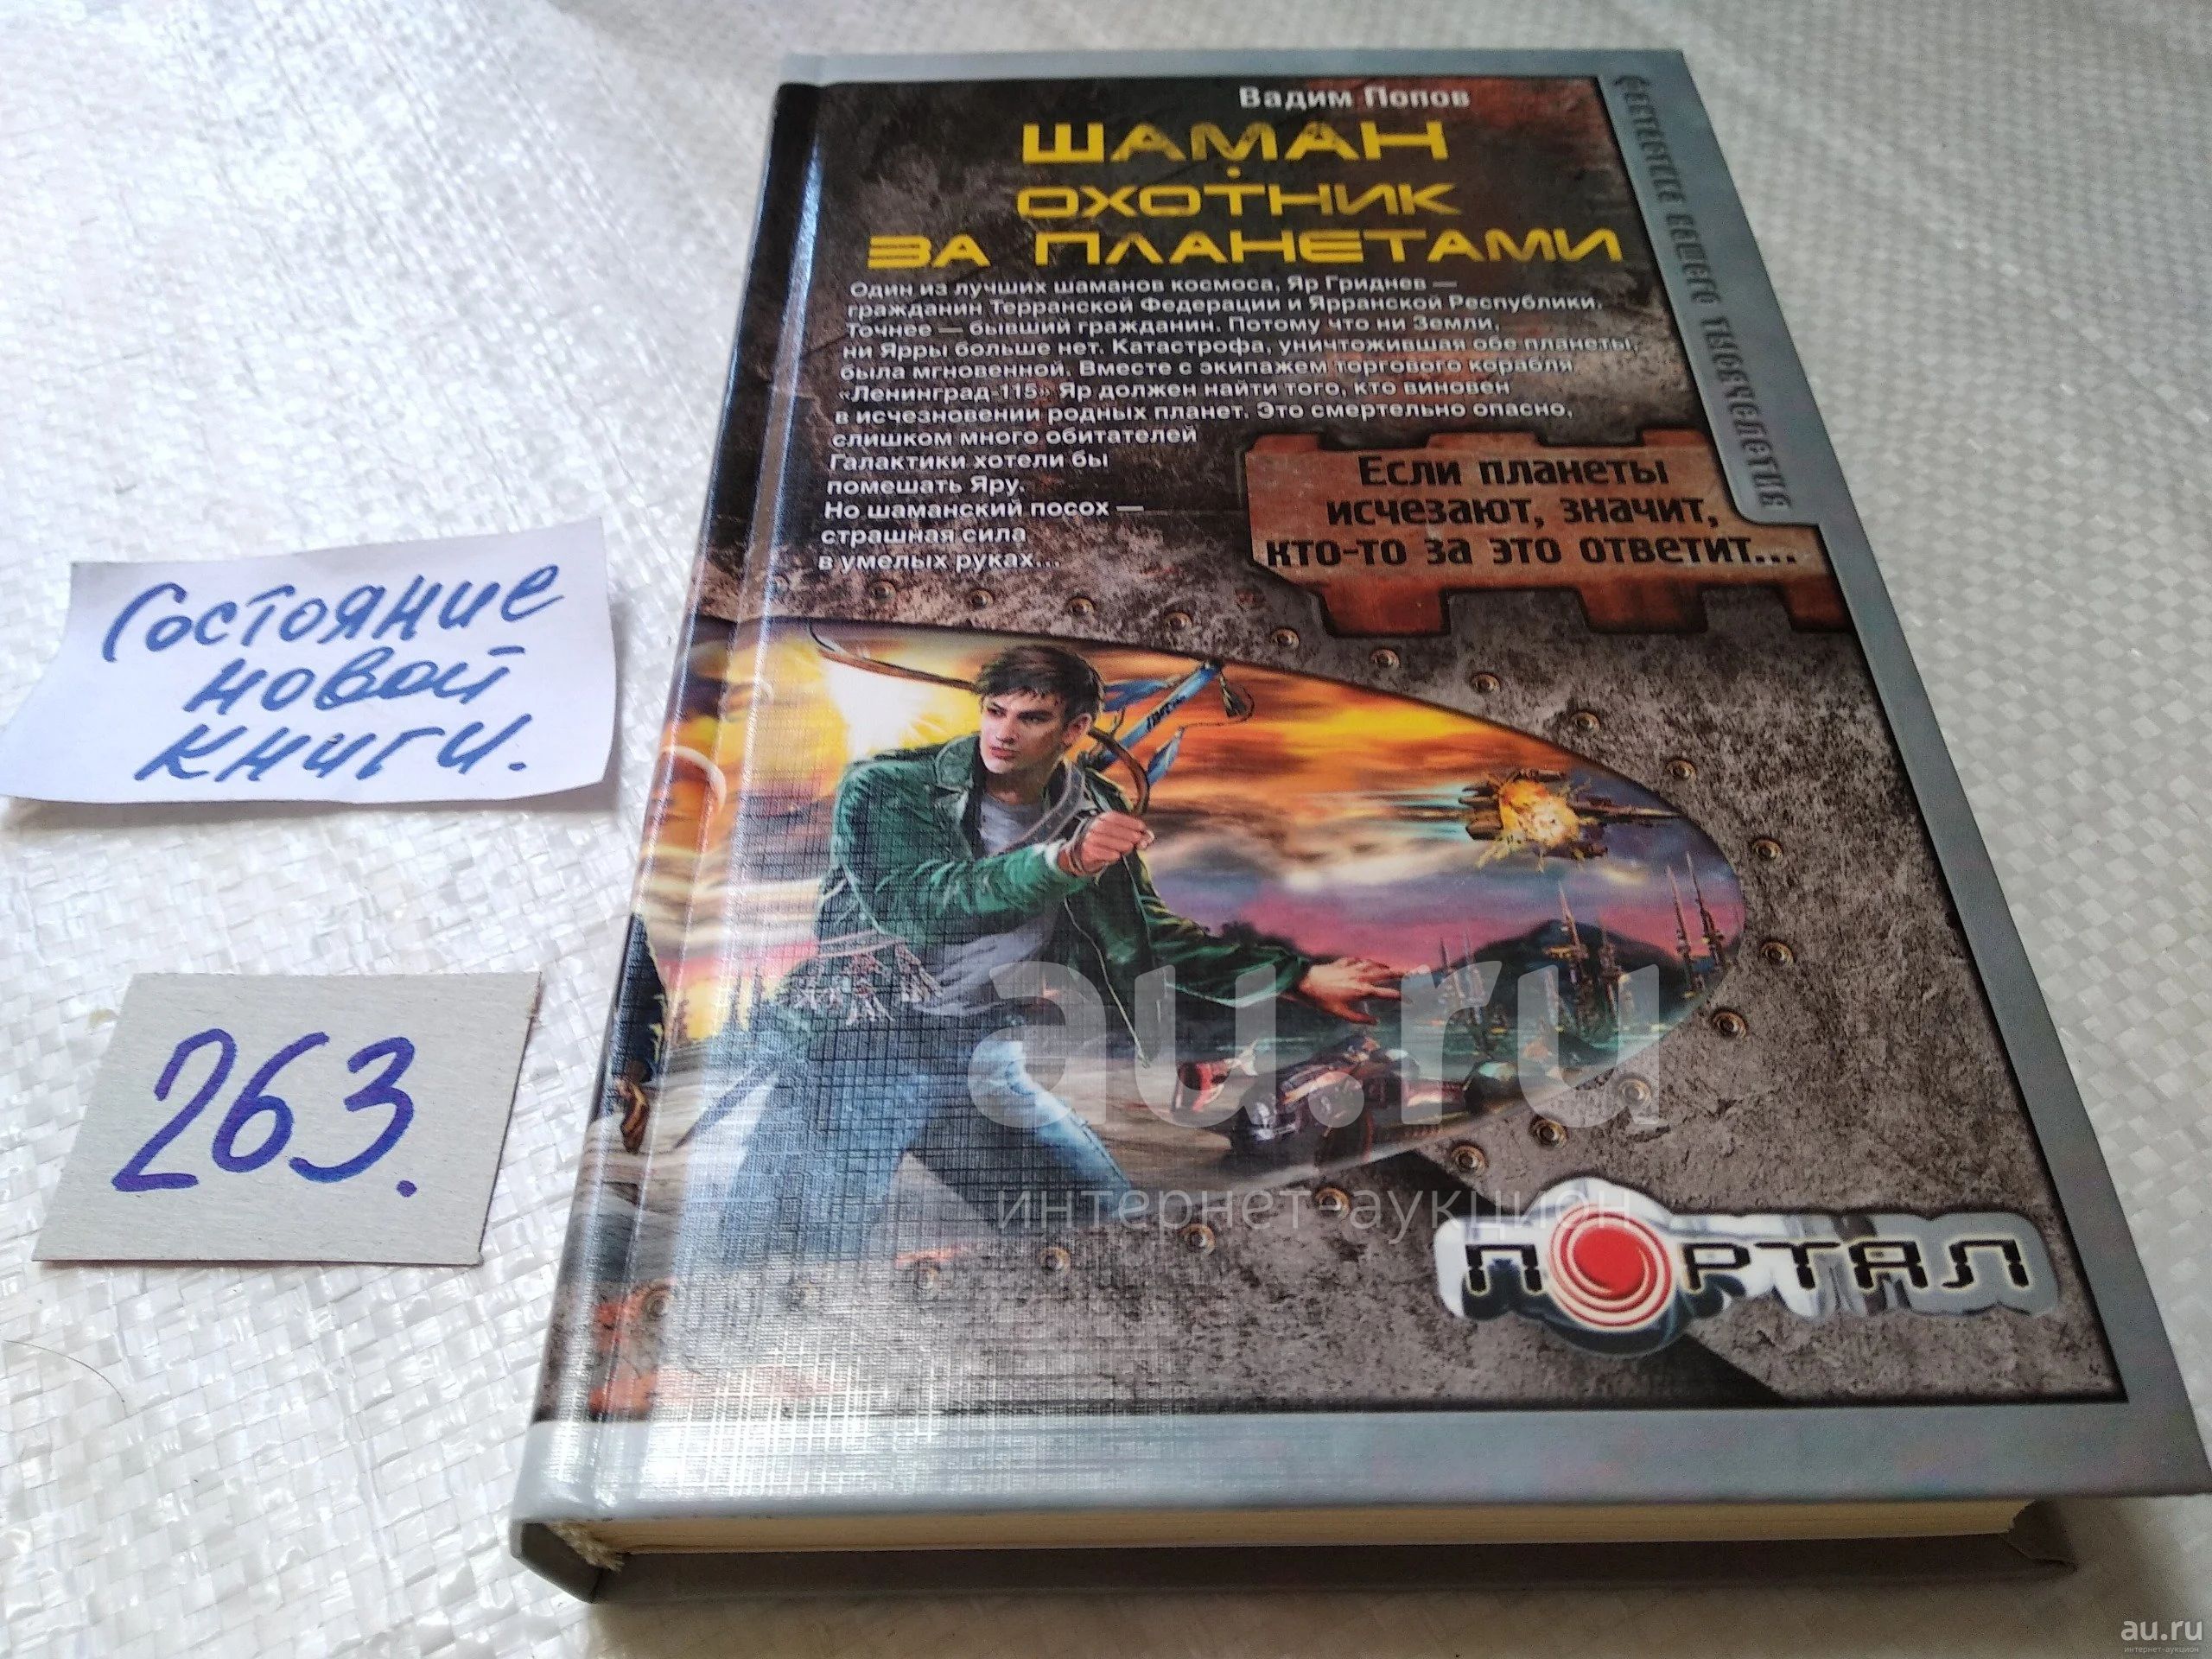 Вадим Попов
ШАМАН
ОХОТНИК
ЗА ПЛАНЕТАМИ
Один из лучших шаманов космоса, Яр Гриднев —
гражданин Терранской Федерации и Ярранской Республики.
Точнее — бывший гражданин. Потому что ни Земли,
ни Ярры больше нет. Катастрофа, уничтожившая обе планеты,
была мгновенной. Вместе с экипажем торгового корабля
«Ленинград-115» Яр должен найти того, кто виновен
в исчезновении родных планет. Это смертельно опасно,
слишком много обитателей
Галактики хотели бы
помешать Яру.
Но шаманский посох —
страшная сила
в умелых руках...
Если планеты
исчезают, значит,
кто-то за это ответит...
Состояние
новой
книги.
263.
au.ru
интернет-аукцион
ПОРТАЛ
au.ru
интернет-аукцион